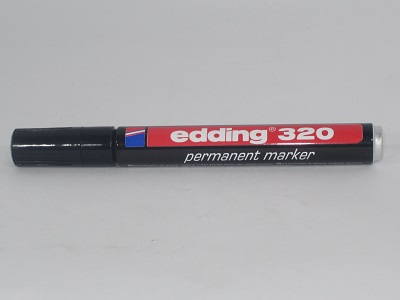 edding® 320
permanent marker